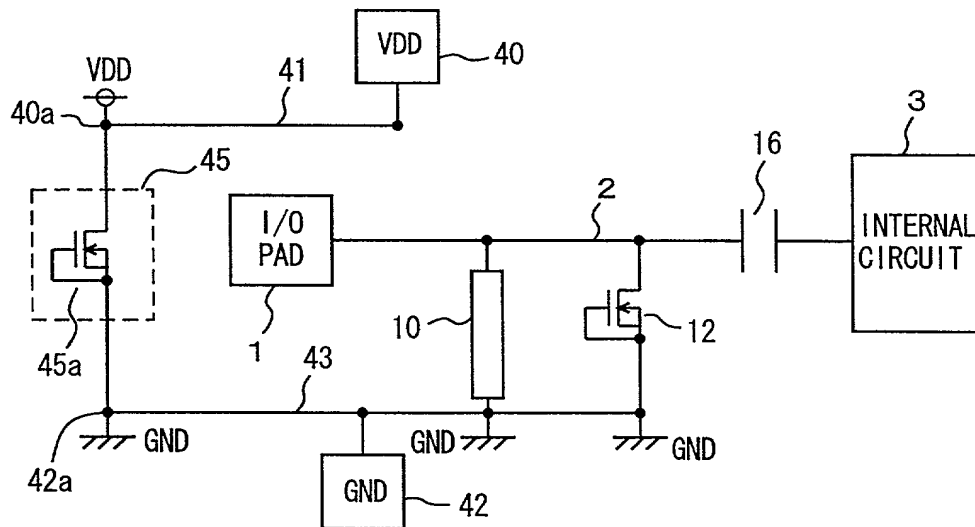 VDD
40
VDD
41
40a
3
16
45
2
I/O
PAD
INTERNAL
CIRCUIT
10
12
45a
1
43
GND
GND
GND
42a
GND
42